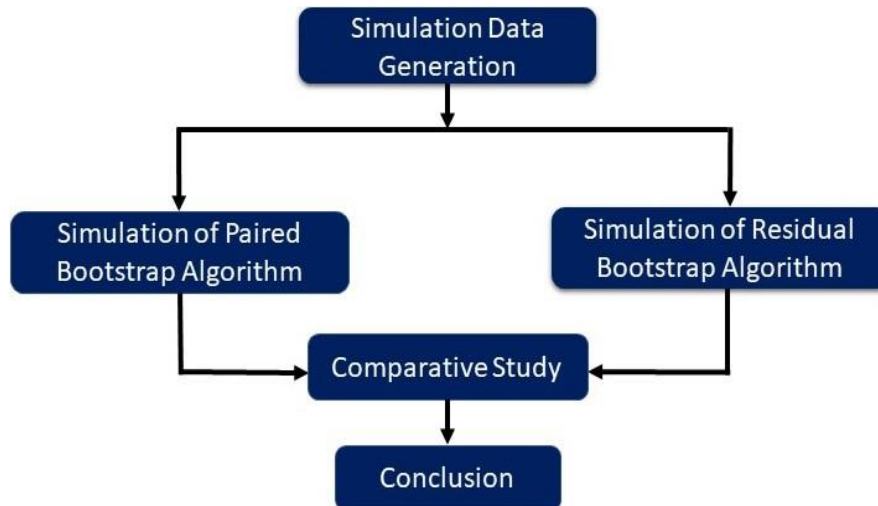 Simulation Data
Generation
Simulation of Paired
Bootstrap Algorithm
Simulation of Residual
Bootstrap Algorithm
Comparative Study
Conclusion